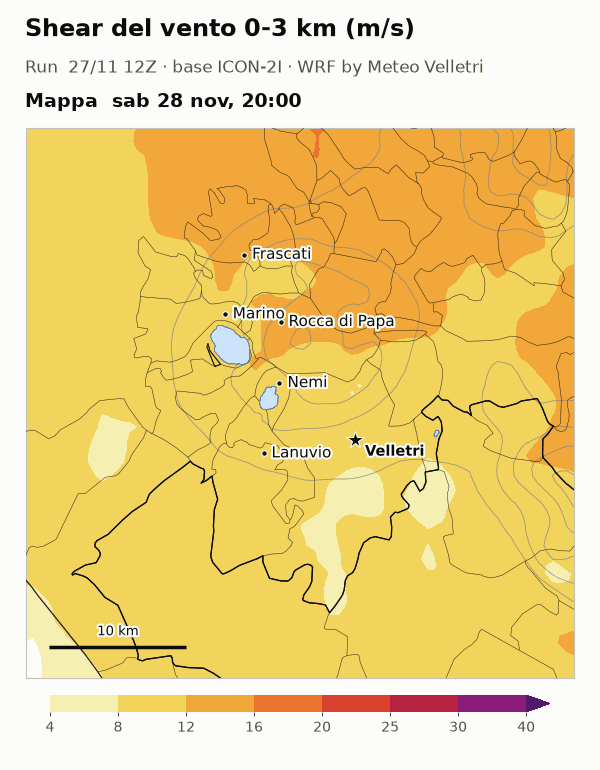 Shear del vento 0-3 km (m/s)
Run  27/11 12Z · base ICON-2I · WRF by Meteo Velletri
Mappa  sab 28 nov, 20:00
Frascati
Marino
Rocca di Papa
Nemi
Velletri
Lanuvio
10 km
4 8 12 16 20 25 30 40